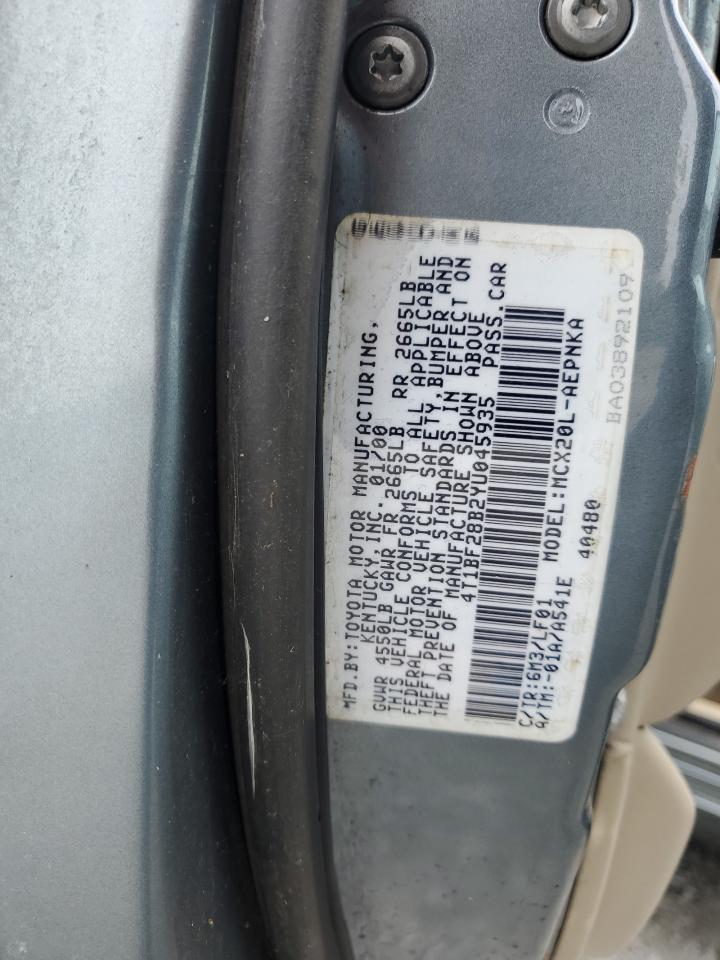 MFD.BY:TOYOTA MOTOR MANUFACTURING,
KENTUCKY, INC. 01/00
GVWR 4550LB GAWR FR 2665LB RR 2665LB
THIS VEHICLE CONFORMS TO ALL APPLICABLE
FEDERAL MOTOR VEHICLE SAFETY, BUMPER AND
THEFT PREVENTION STANDARDS IN EFFECT ON
THE DATE OF MANUFACTURE SHOWN ABOVE
4T1BF28B2YU045935 PASS.CAR
C/TR:6M3/LF01 MODEL:MCX20L-AEPNKA
A/TM:-01A/A541E 40480
BA03892109